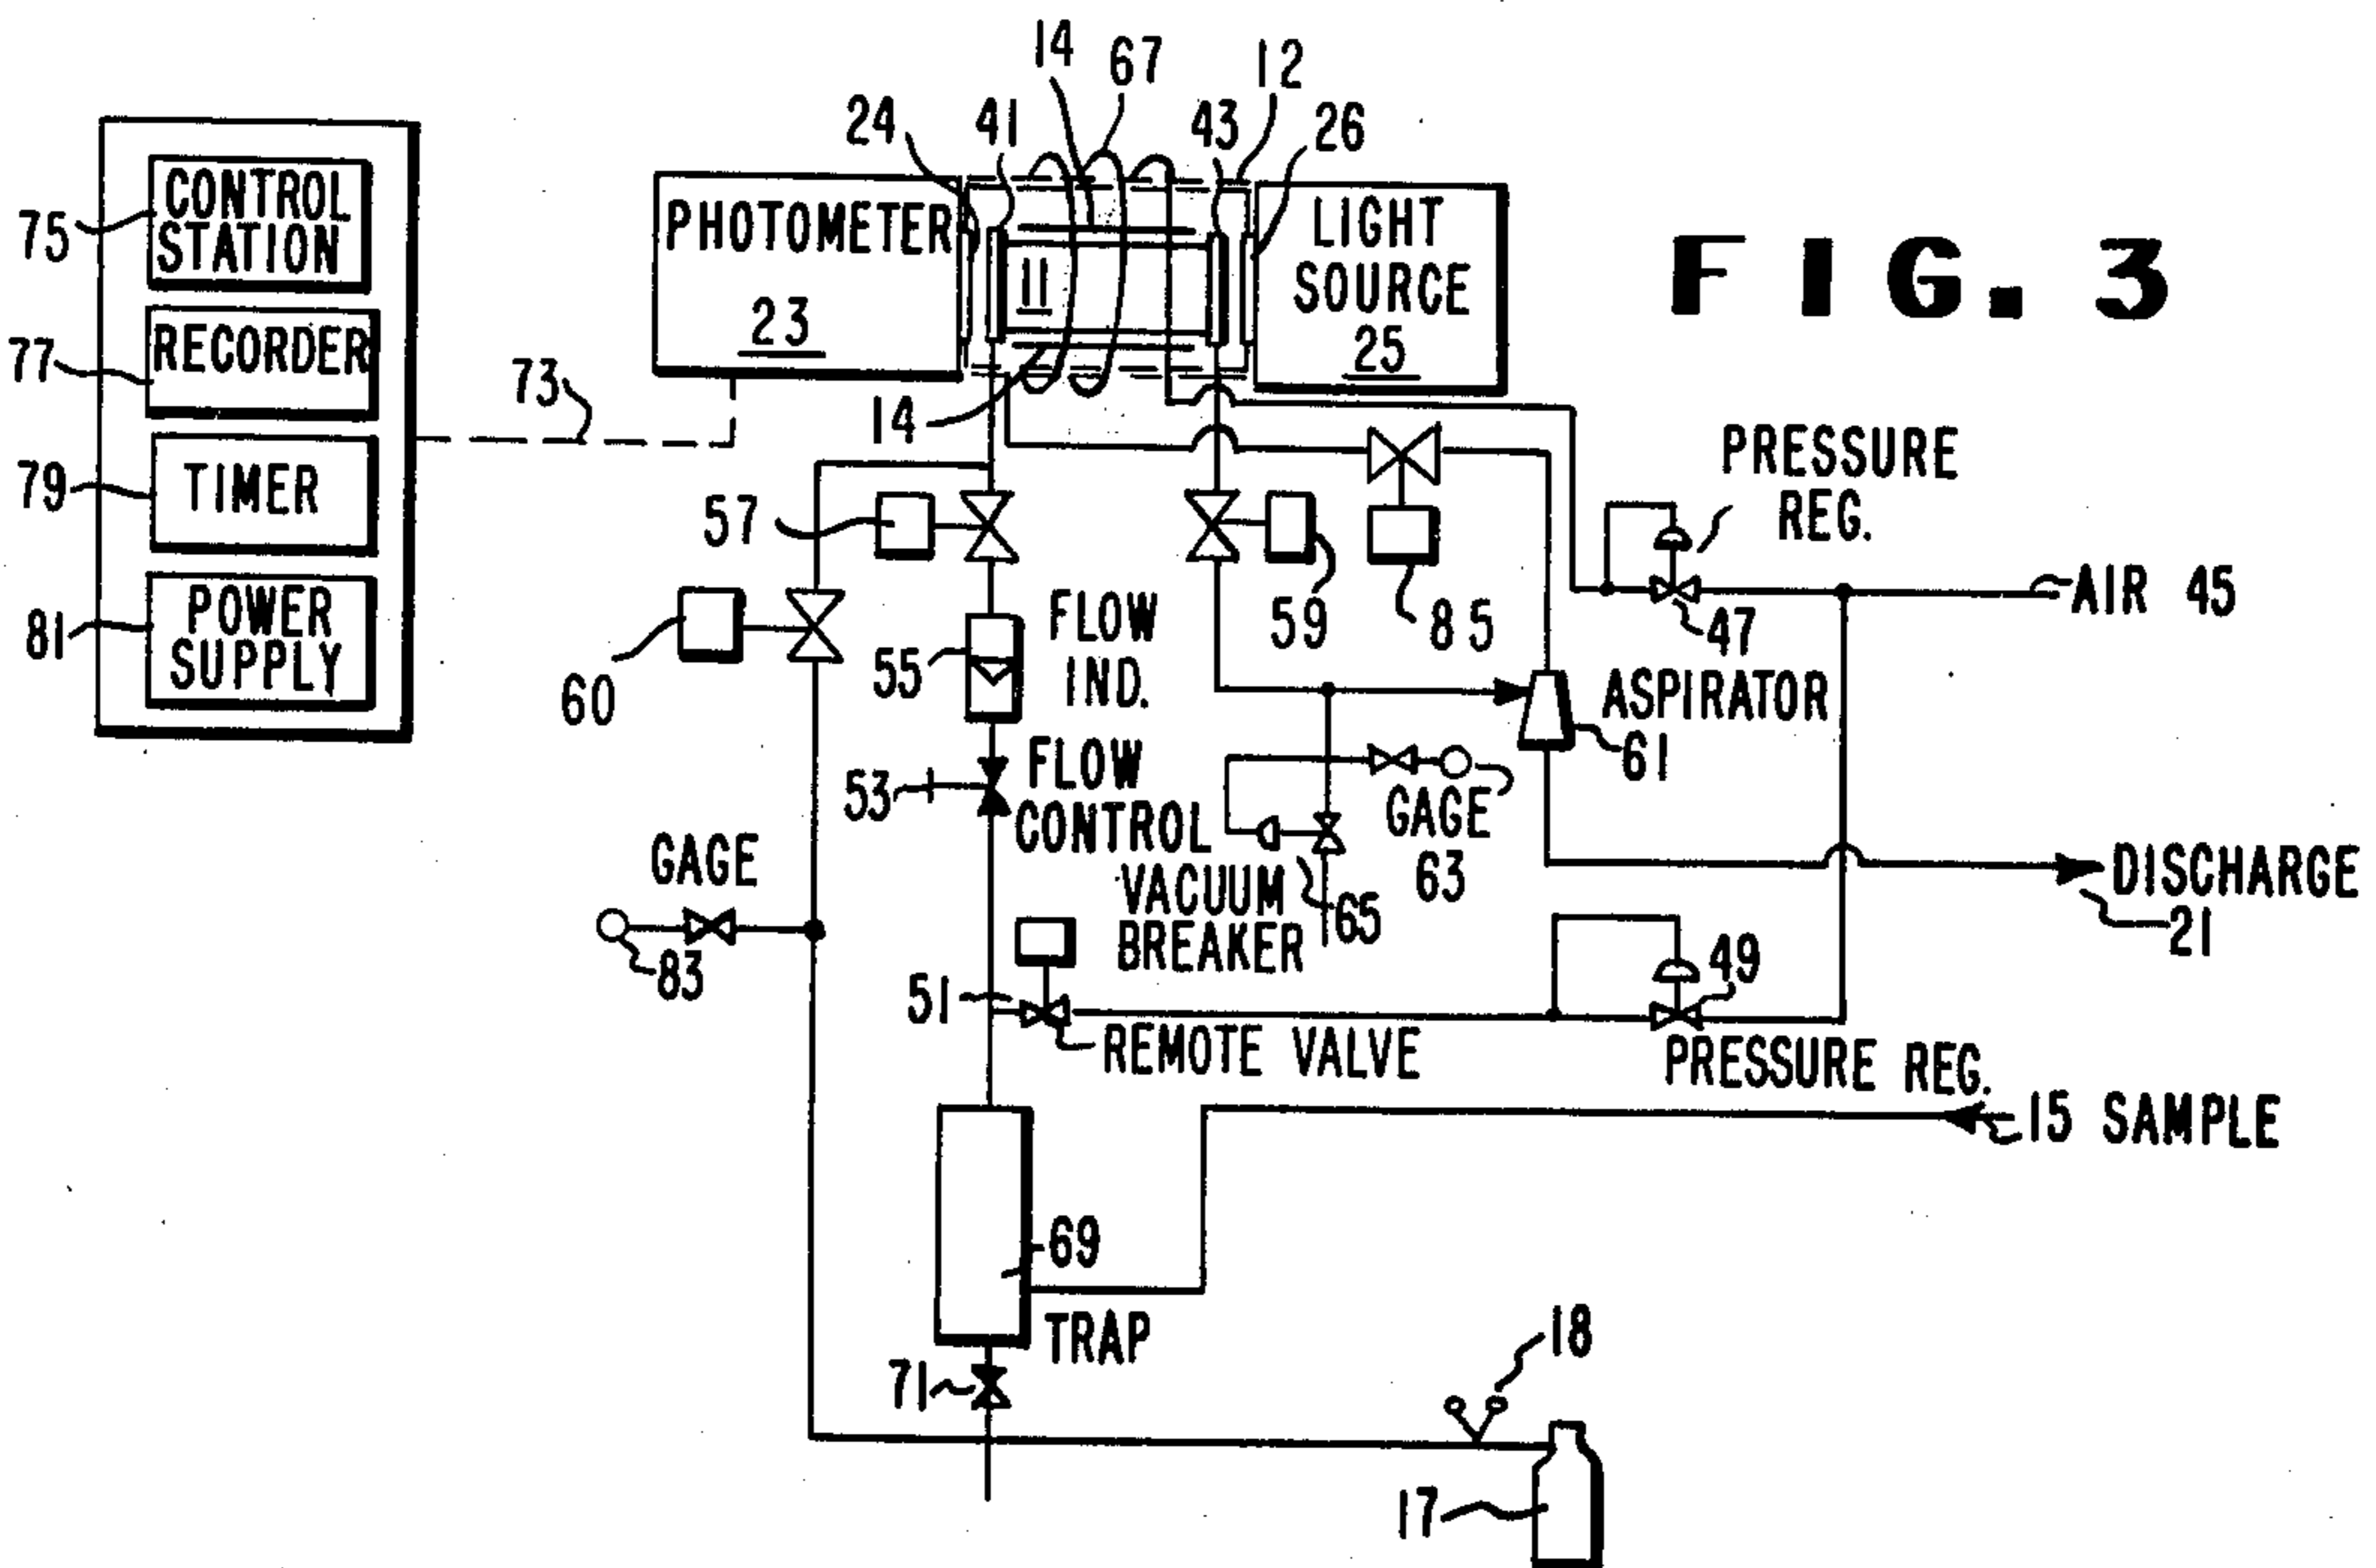 14 67 12
24 41 43 26
CONTROL
STATION
75
RECORDER
77
TIMER
79
POWER
SUPPLY
81
73
PHOTOMETER
23
11
LIGHT
SOURCE
25
FIG. 3
14
57
60
55
FLOW
IND.
59
85
PRESSURE
REG.
47
AIR 45
ASPIRATOR
61
53
FLOW
CONTROL
GAGE
63
VACUUM
BREAKER
65
GAGE
83
DISCHARGE
21
51
REMOTE VALVE
49
PRESSURE REG.
15 SAMPLE
69
TRAP
71
18
17